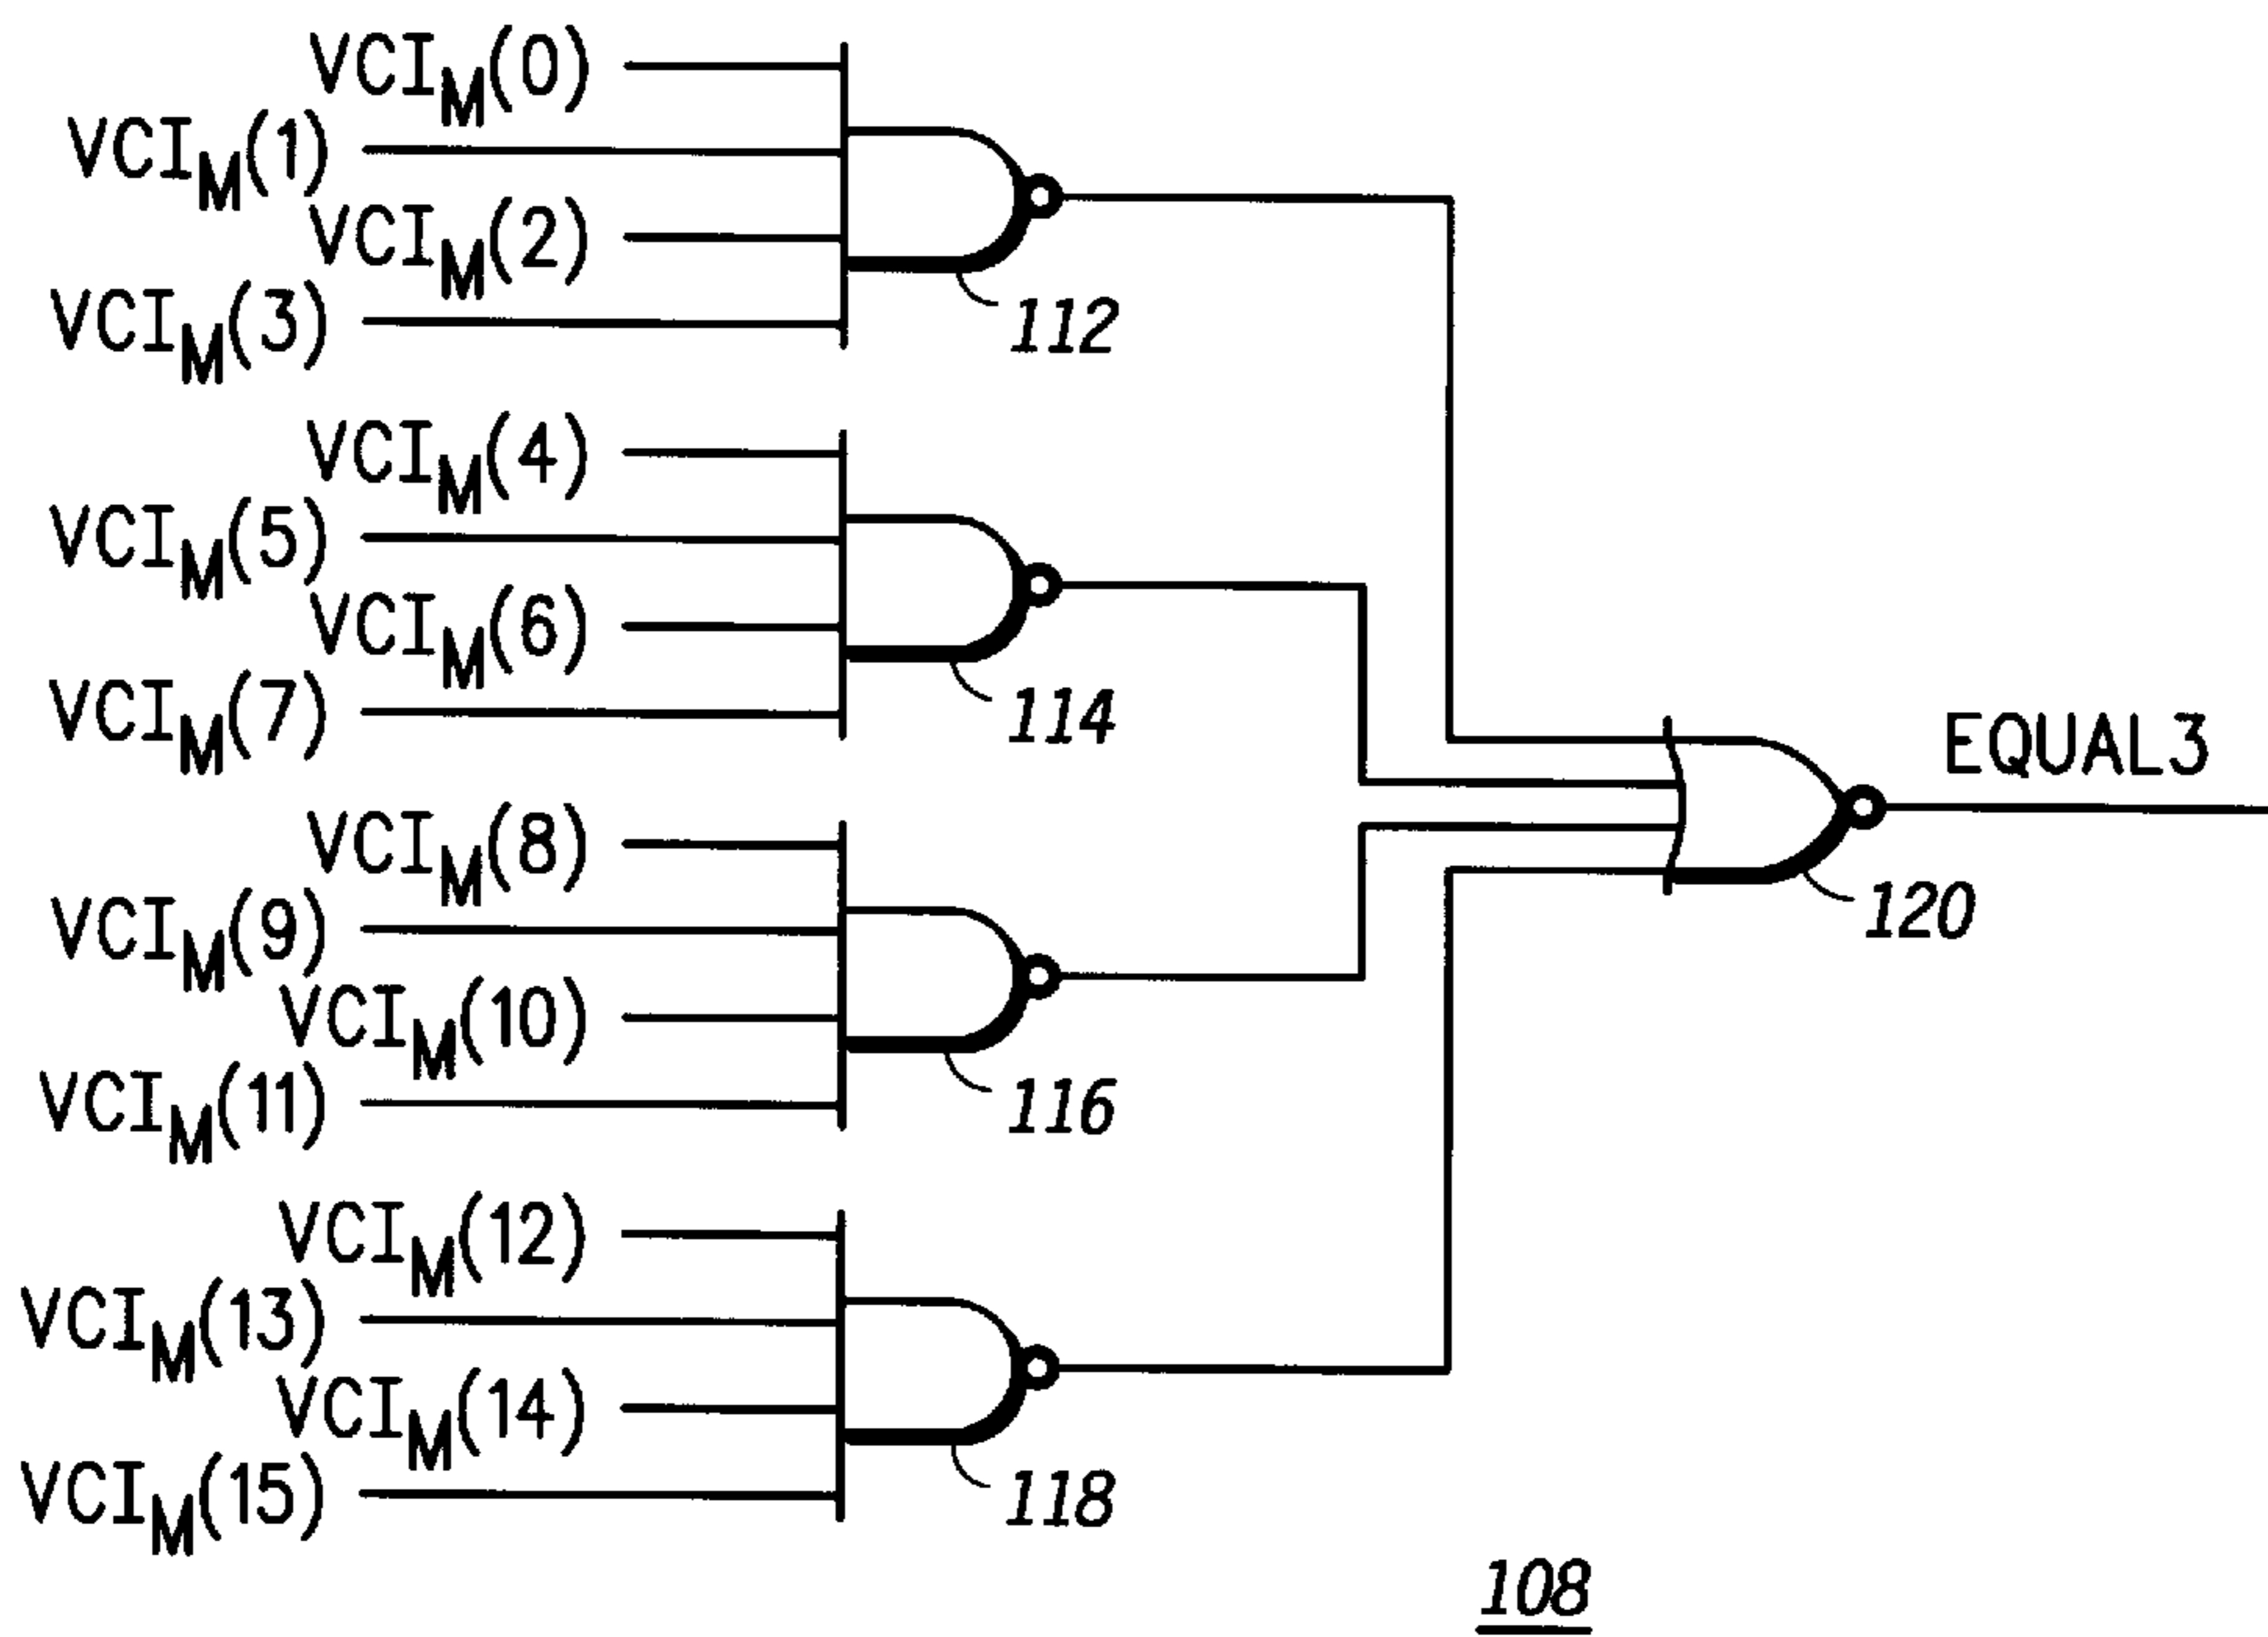 VCI_M(0)
VCI_M(1)
VCI_M(2)
VCI_M(3)
112
VCI_M(4)
VCI_M(5)
VCI_M(6)
VCI_M(7)
114
EQUAL3
VCI_M(8)
VCI_M(9)
120
VCI_M(10)
VCI_M(11)
116
VCI_M(12)
VCI_M(13)
VCI_M(14)
VCI_M(15)
118
108